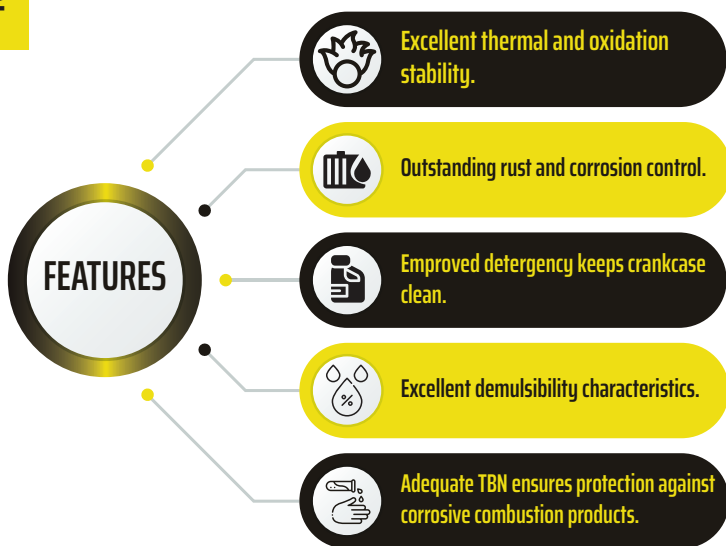 FEATURES
Excellent thermal and oxidation
stability.
Outstanding rust and corrosion control.
Emproved detergency keeps crankcase
clean.
%
Excellent demulsibility characteristics.
Adequate TBN ensures protection against
corrosive combustion products.